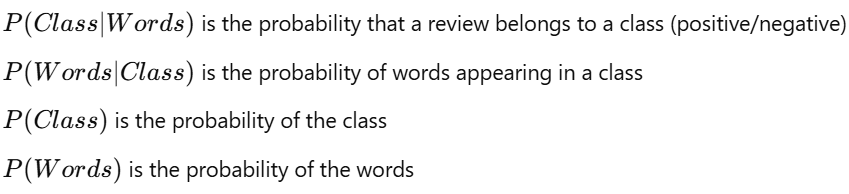 P(Class|Words) is the probability that a review belongs to a class (positive/negative)
P(Words|Class) is the probability of words appearing in a class
P(Class) is the probability of the class
P(Words) is the probability of the words